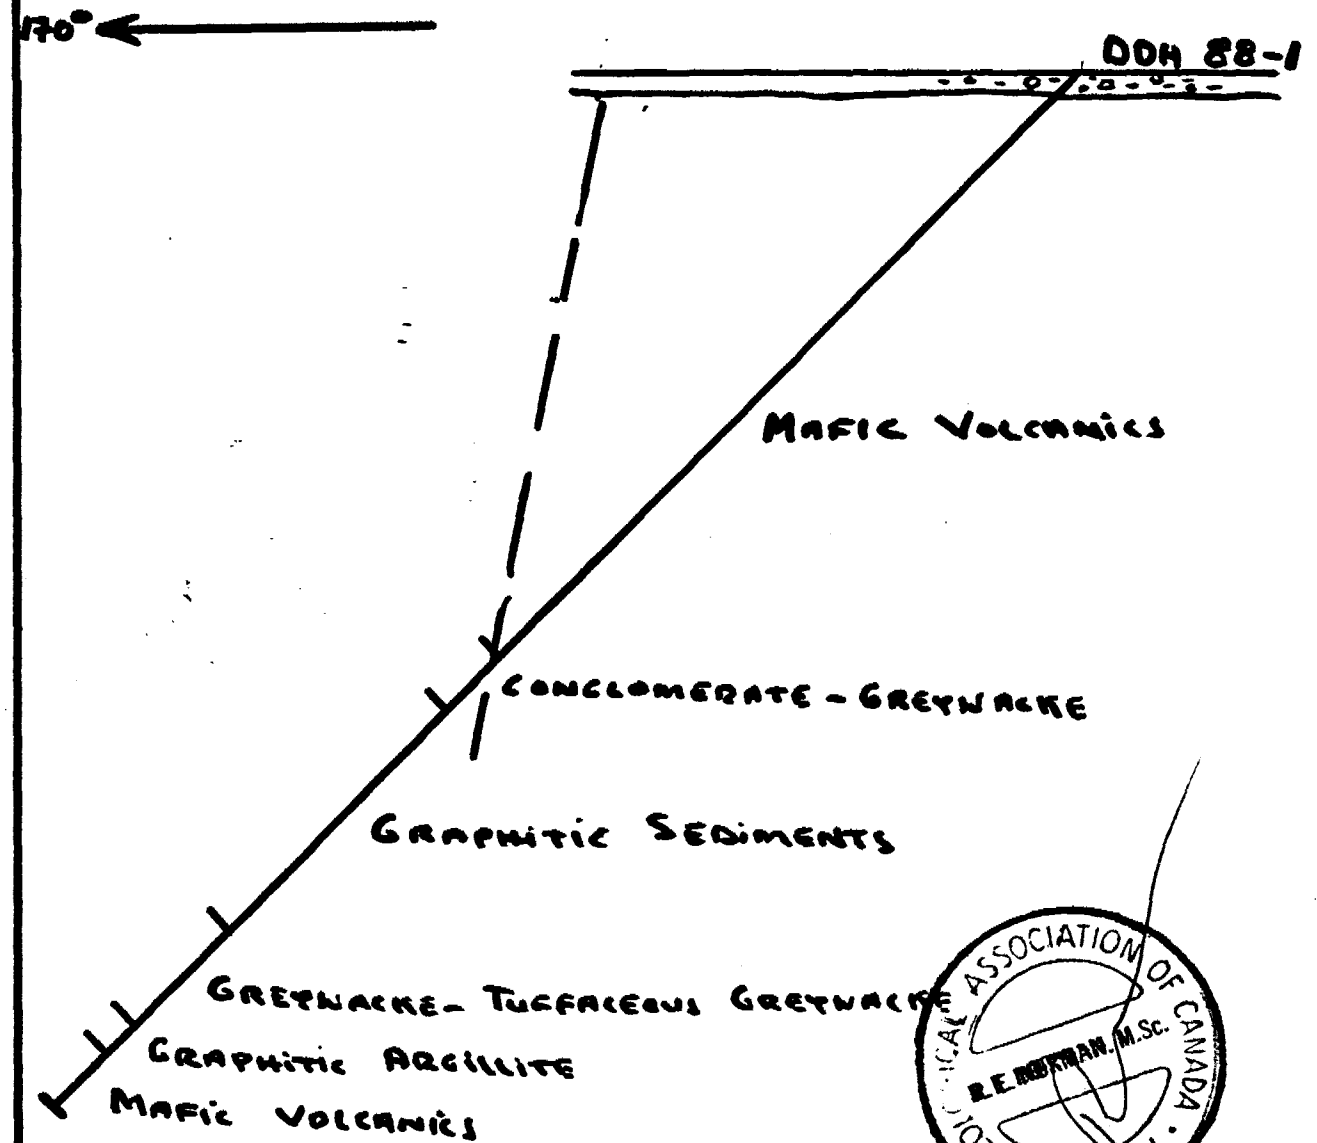 170°
DDH 88-1
MAFIC VOLCANICS
CONGLOMERATE - GREYWACKE
GRAPHITIC SEDIMENTS
GREYWACKE - TUFFACEOUS GREYWACKE
GRAPHITIC ARGILLITE
MAFIC VOLCANICS
ASSOCIATION OF CANADA
R.E. M.Sc.